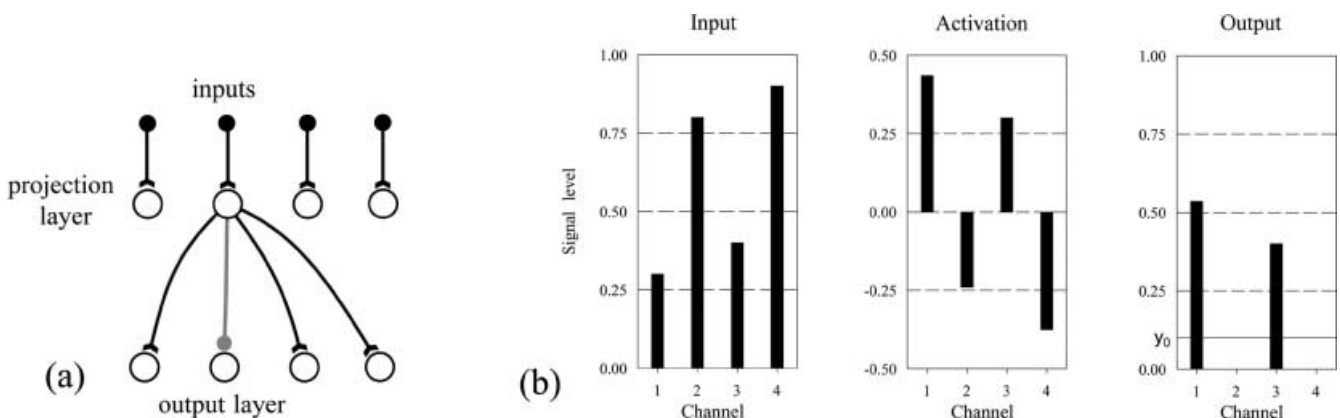 inputs
projection
layer
output layer
(a)
(b)
Input
Signal level
1.00
0.75
0.50
0.25
0.00
1 2 3 4
Channel
Activation
0.50
0.25
0.00
-0.25
-0.50
1 2 3 4
Channel
Output
1.00
0.75
0.50
0.25
y0
0.00
1 2 3 4
Channel